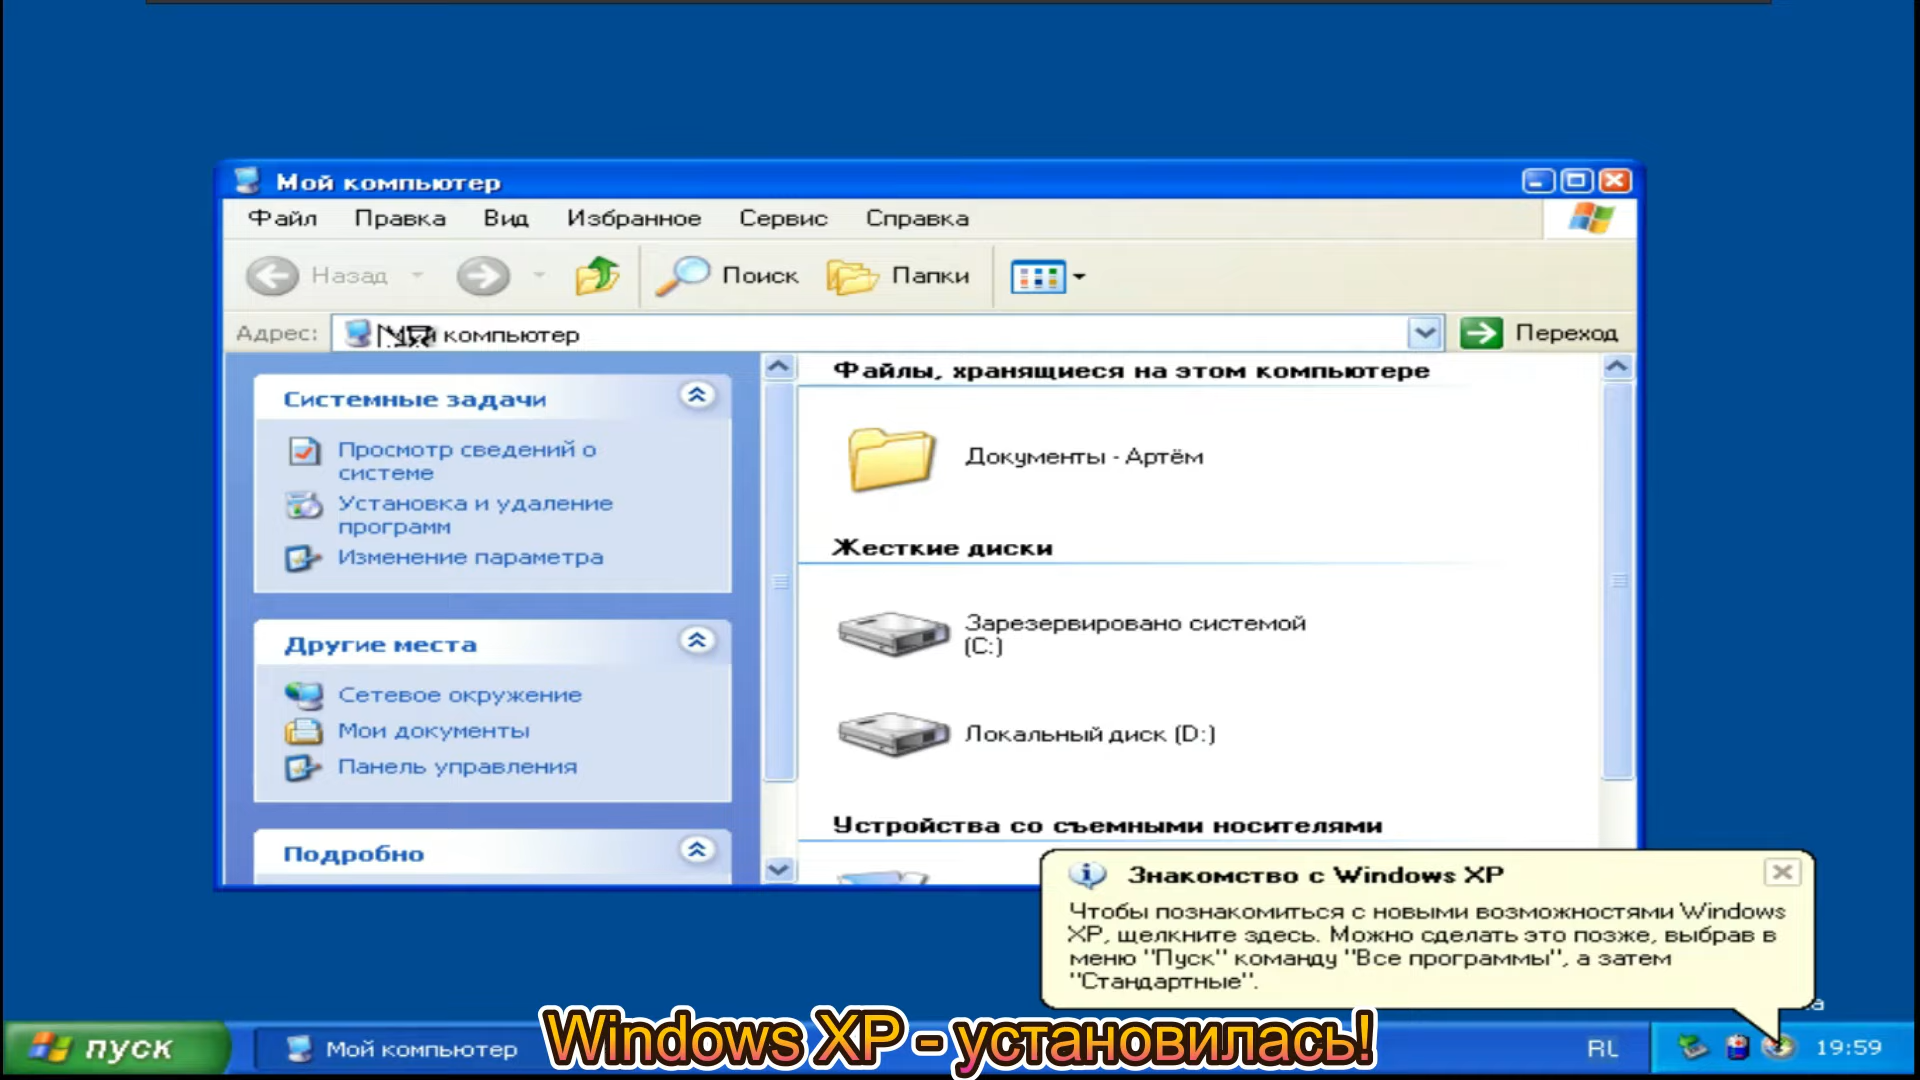 Мой компьютер
Файл Правка Вид Избранное Сервис Справка
Назад Поиск Папки
Адрес: компьютер Переход
Системные задачи
Просмотр сведений о
системе
Установка и удаление
программ
Изменение параметра
Другие места
Сетевое окружение
Мои документы
Панель управления
Подробно
Файлы, хранящиеся на этом компьютере
Документы - Артём
Жесткие диски
Зарезервировано системой
(C:)
Локальный диск (D:)
Устройства со съемными носителями
Знакомство с Windows XP
Чтобы познакомиться с новыми возможностями Windows
XP, щелкните здесь. Можно сделать это позже, выбрав в
меню "Пуск" команду "Все программы", а затем
"Стандартные".
Windows XP - установилась!
пуск Мой компьютер RL 19:59